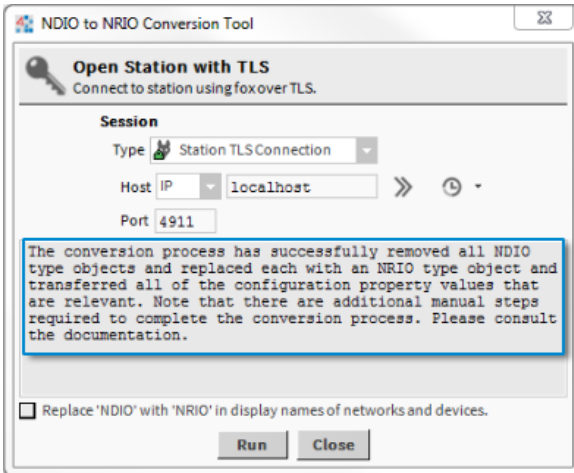 NDIO to NRIO Conversion Tool
Open Station with TLS
Connect to station using fox over TLS.
Session
Type Station TLS Connection
Host IP localhost
Port 4911
The conversion process has successfully removed all NDIO
type objects and replaced each with an NRIO type object and
transferred all of the configuration property values that
are relevant. Note that there are additional manual steps
required to complete the conversion process. Please consult
the documentation.
Replace 'NDIO' with 'NRIO' in display names of networks and devices.
Run Close